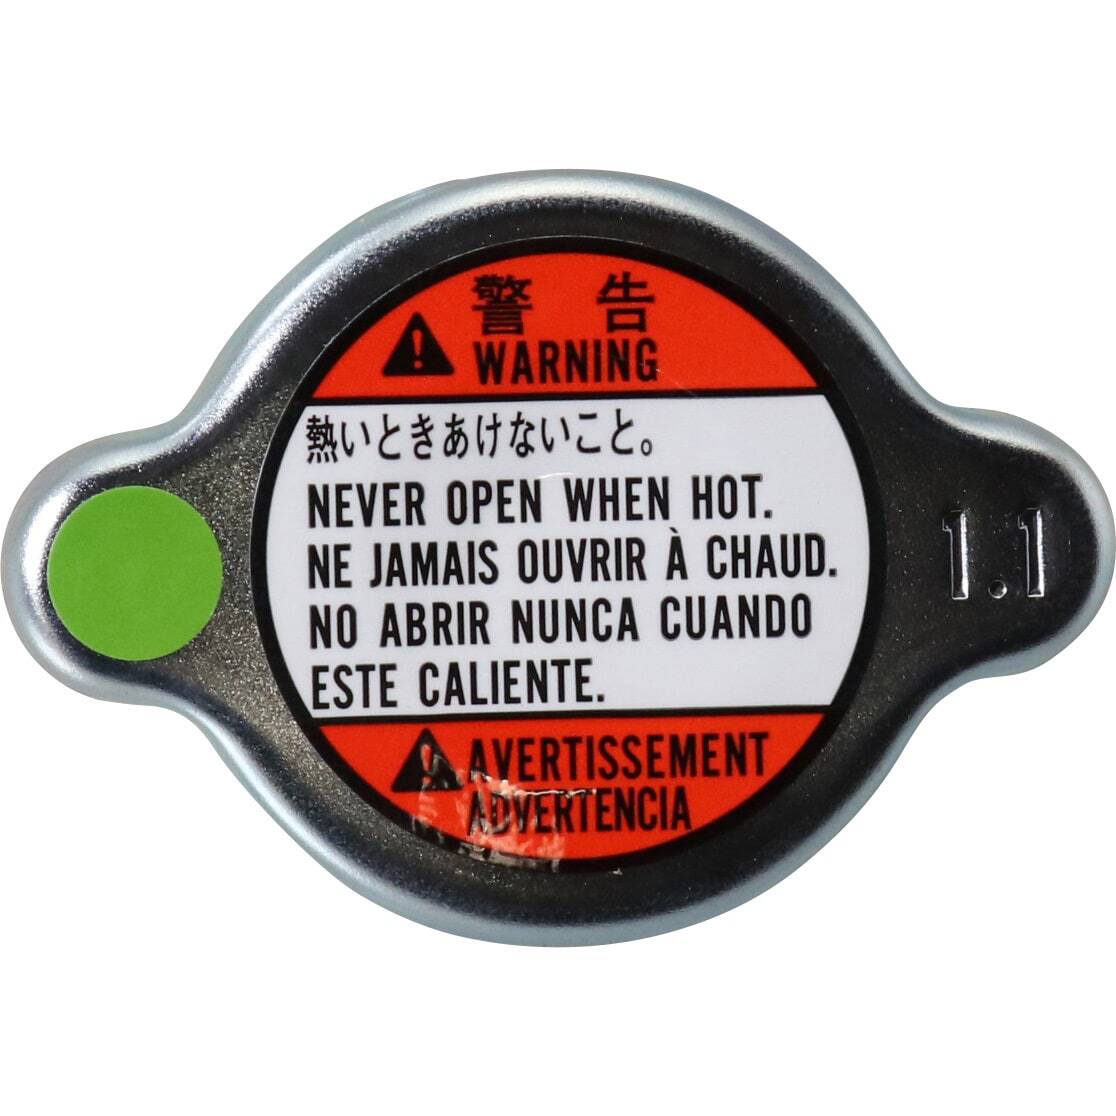 警告
WARNING
熱いときあけないこと。
NEVER OPEN WHEN HOT.
NE JAMAIS OUVRIR À CHAUD.
NO ABRIR NUNCA CUANDO
ESTE CALIENTE.
AVERTISSEMENT
ADVERTENCIA
1.1